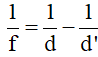 1/f = 1/d - 1/d'